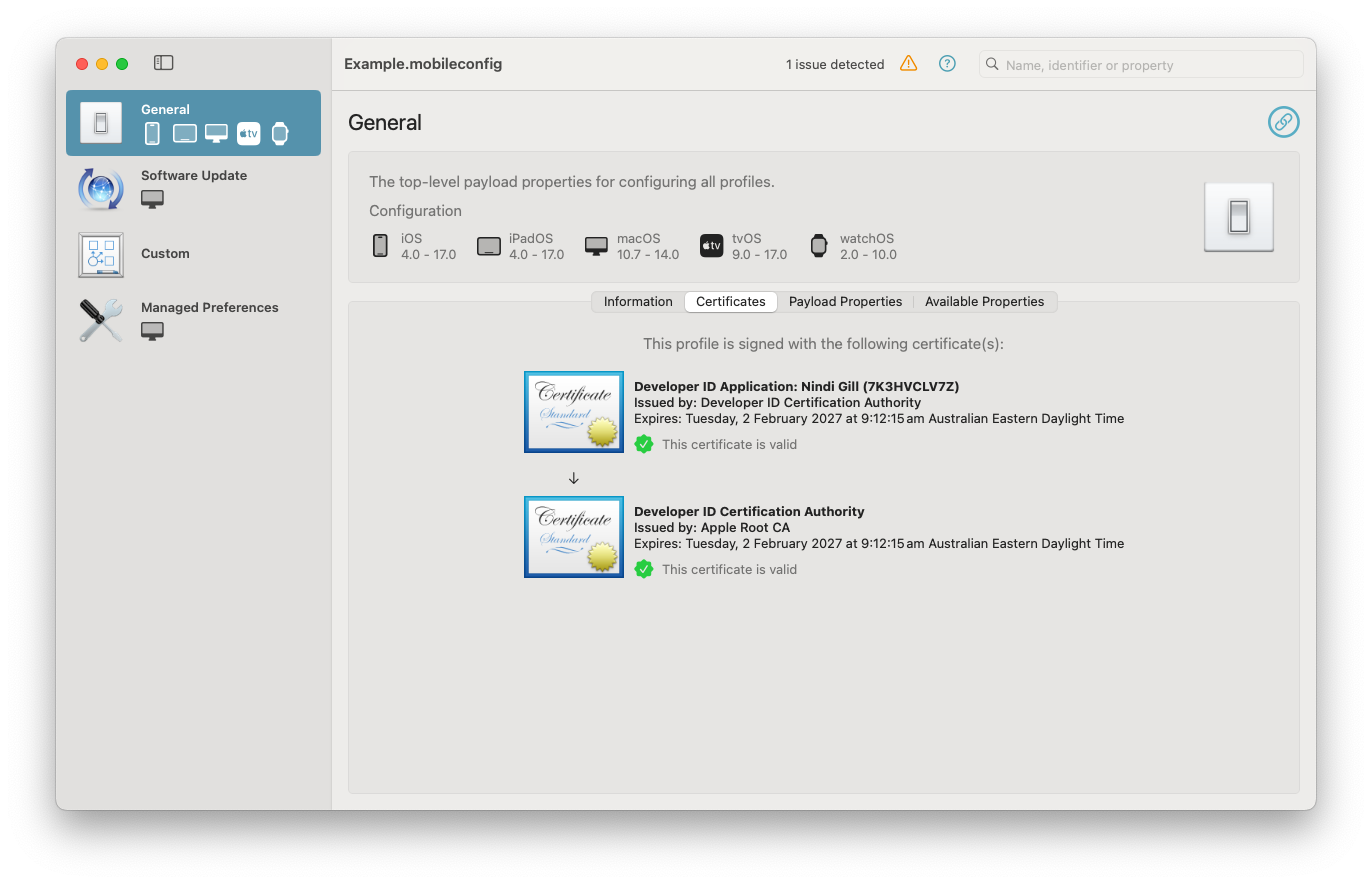 Example.mobileconfig
1 issue detected
Name, identifier or property
General
Software Update
Custom
Managed Preferences
General
The top-level payload properties for configuring all profiles.
Configuration
iOS
4.0 - 17.0
iPadOS
4.0 - 17.0
macOS
10.7 - 14.0
tv
tvOS
9.0 - 17.0
watchOS
2.0 - 10.0
Information
Certificates
Payload Properties
Available Properties
This profile is signed with the following certificate(s):
Certificate
Standard
Developer ID Application: Nindi Gill (7K3HVCLV7Z)
Issued by: Developer ID Certification Authority
Expires: Tuesday, 2 February 2027 at 9:12:15 am Australian Eastern Daylight Time
This certificate is valid
Certificate
Standard
Developer ID Certification Authority
Issued by: Apple Root CA
Expires: Tuesday, 2 February 2027 at 9:12:15 am Australian Eastern Daylight Time
This certificate is valid